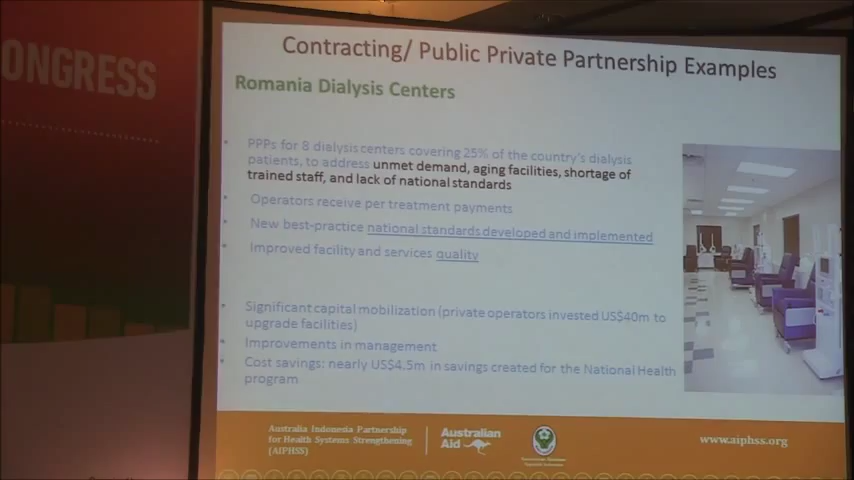 ONGRESS
Contracting/ Public Private Partnership Examples
Romania Dialysis Centers
• PPPs for 8 dialysis centers covering 25% of the country's dialysis
patients, to address unmet demand, aging facilities, shortage of
trained staff, and lack of national standards
• Operators receive per treatment payments
• New best-practice national standards developed and implemented
• Improved facility and services quality
• Significant capital mobilization (private operators invested US$40m to
upgrade facilities)
• Improvements in management
• Cost savings: nearly US$4.5m in savings created for the National Health
program
Australia Indonesia Partnership
for Health Systems Strengthening
(AIPHSS)
Australian
Aid
www.aiphss.org